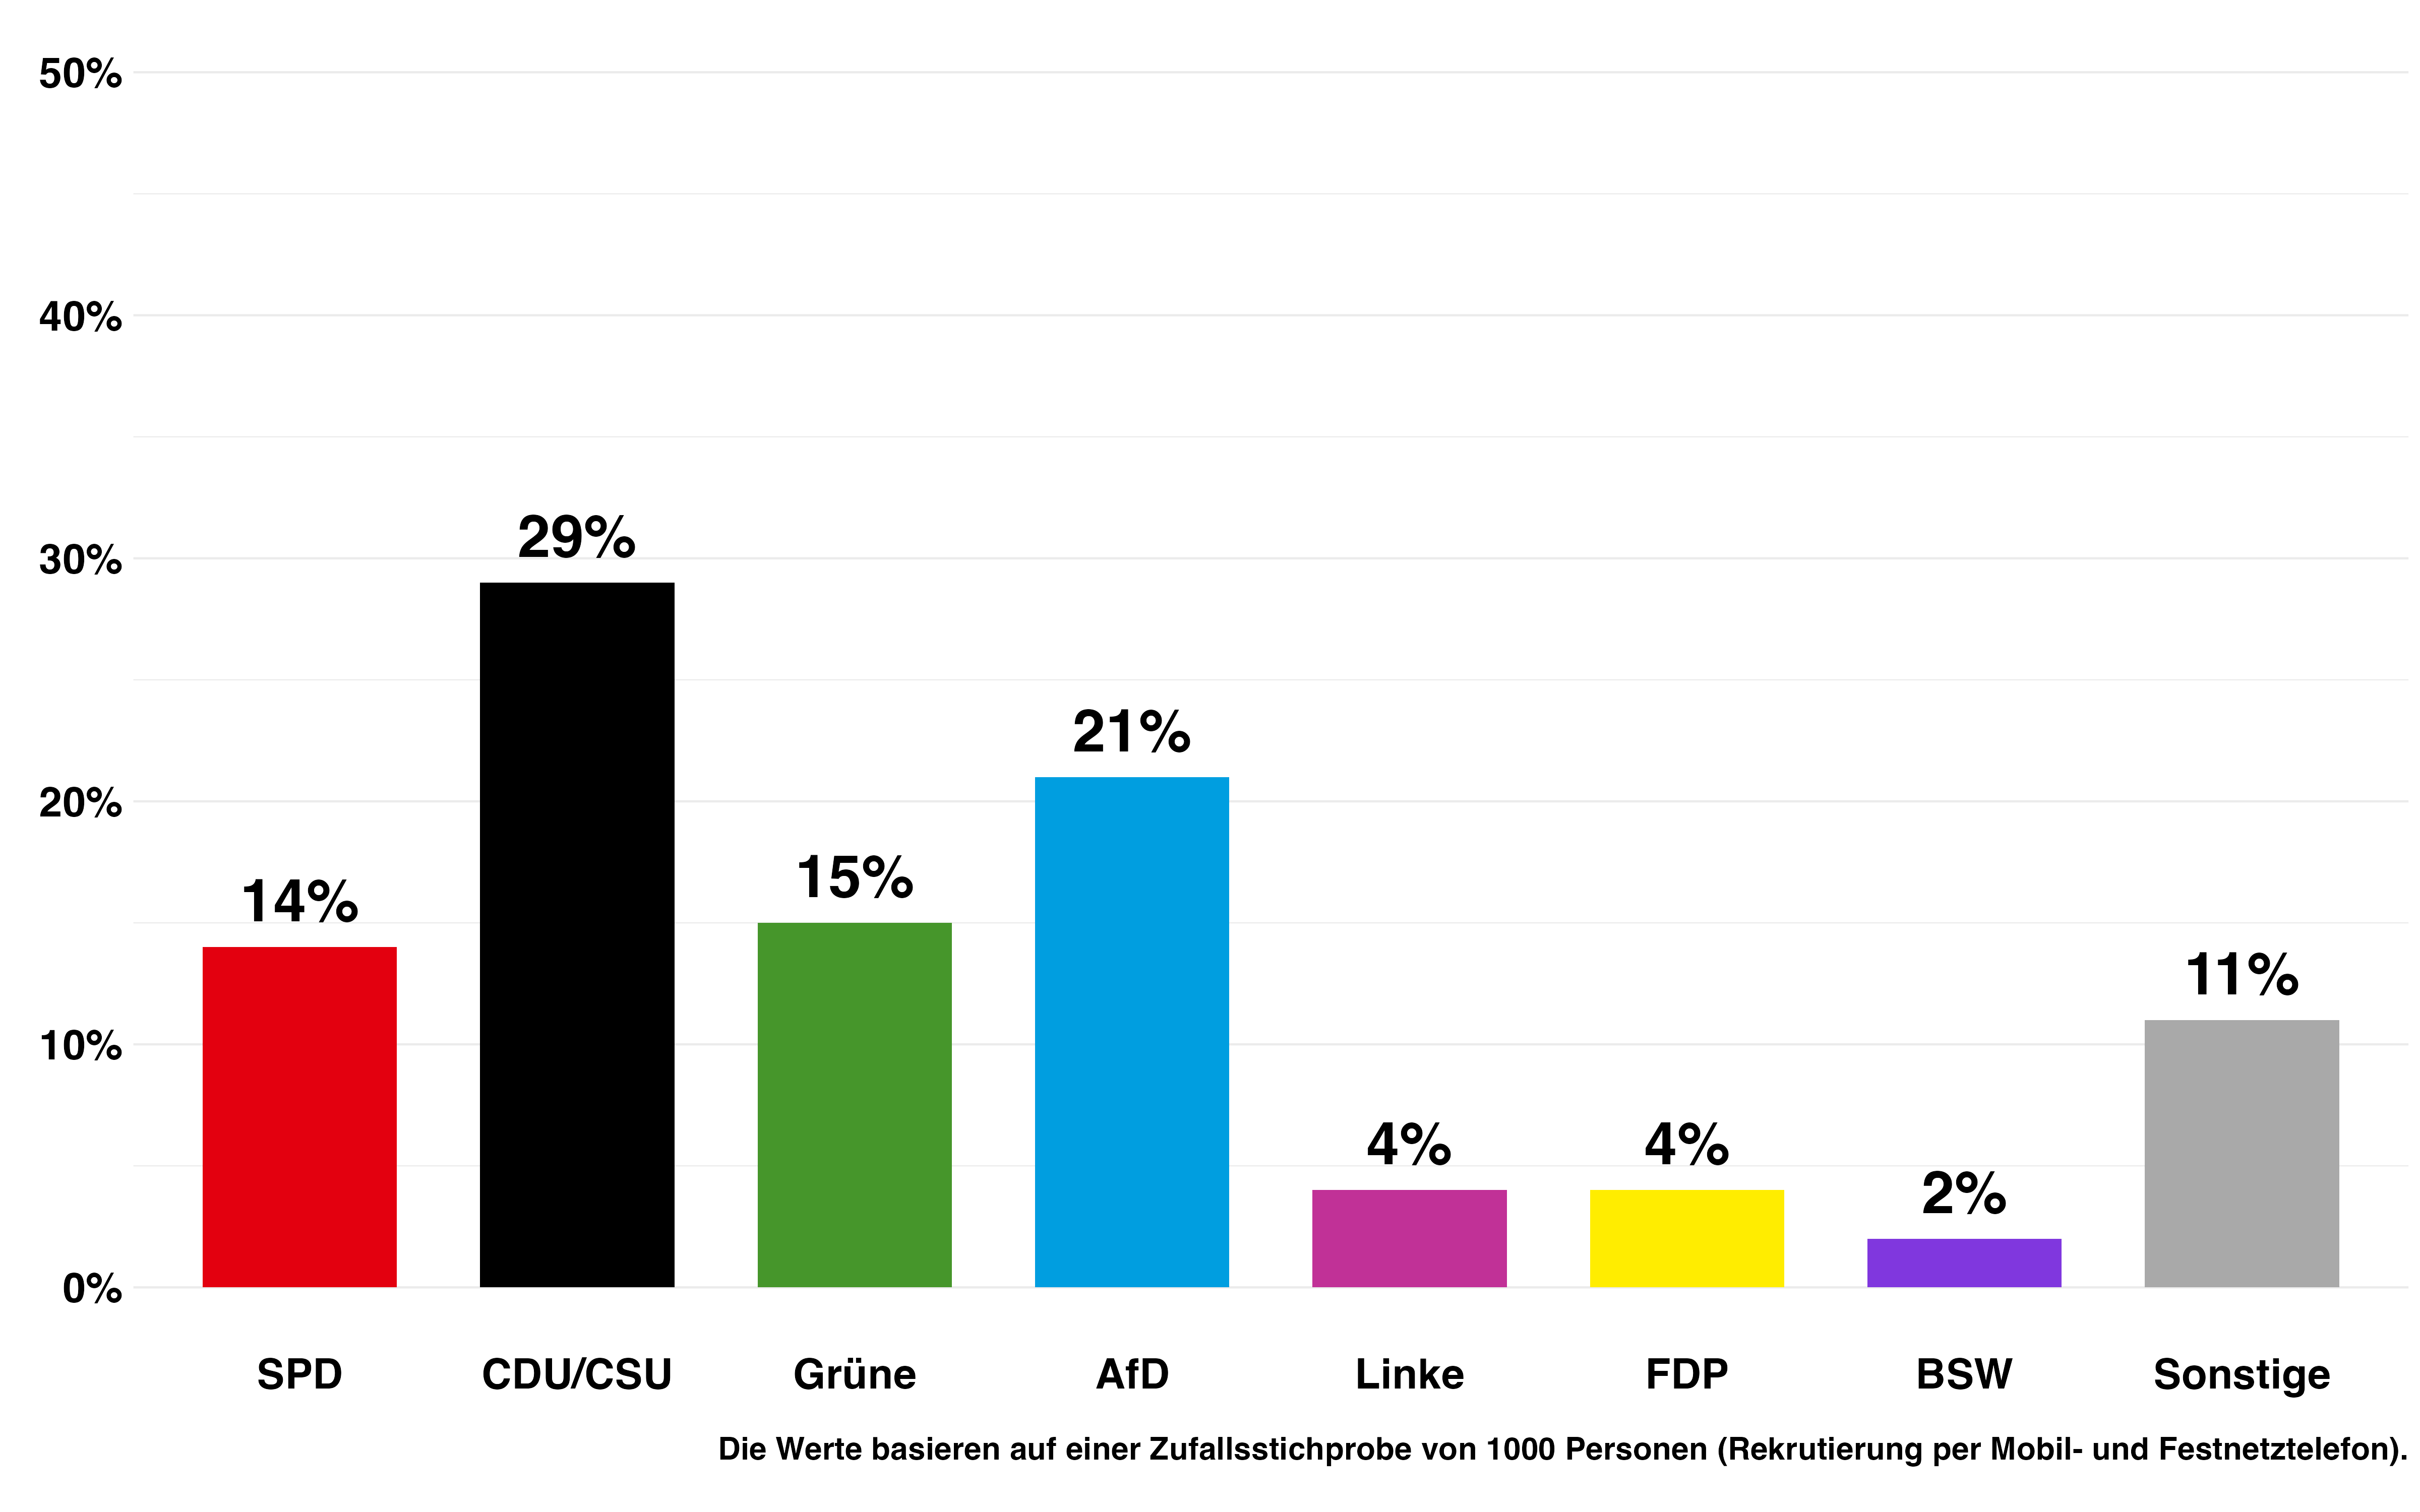 50%
40%
30%
20%
10%
0%
14%
29%
15%
21%
4%
4%
2%
11%
SPD
CDU/CSU
Grüne
AfD
Linke
FDP
BSW
Sonstige
Die Werte basieren auf einer Zufallsstichprobe von 1000 Personen (Rekrutierung per Mobil- und Festnetztelefon).